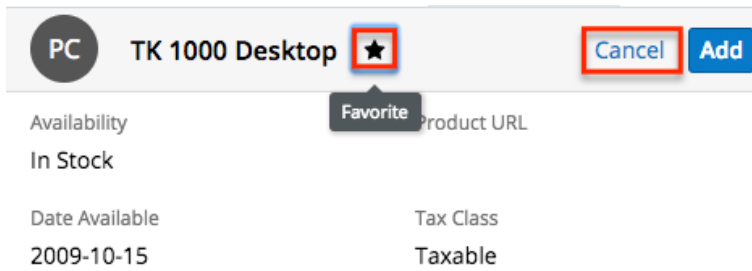 PC TK 1000 Desktop Cancel Add
Favorite
Availability Product URL
In Stock
Date Available Tax Class
2009-10-15 Taxable